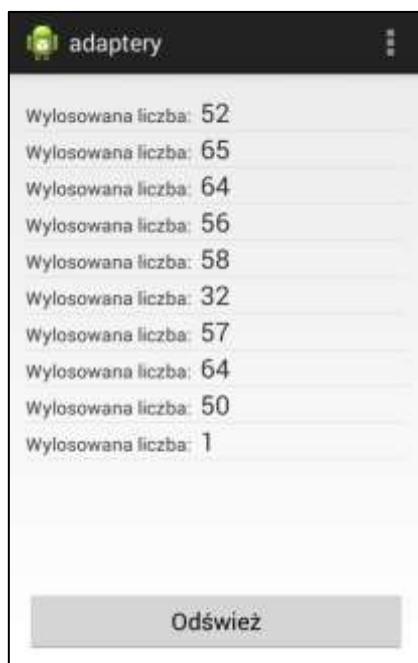 adaptery
Wylosowana liczba: 52
Wylosowana liczba: 65
Wylosowana liczba: 64
Wylosowana liczba: 56
Wylosowana liczba: 58
Wylosowana liczba: 32
Wylosowana liczba: 57
Wylosowana liczba: 64
Wylosowana liczba: 50
Wylosowana liczba: 1
Odśwież